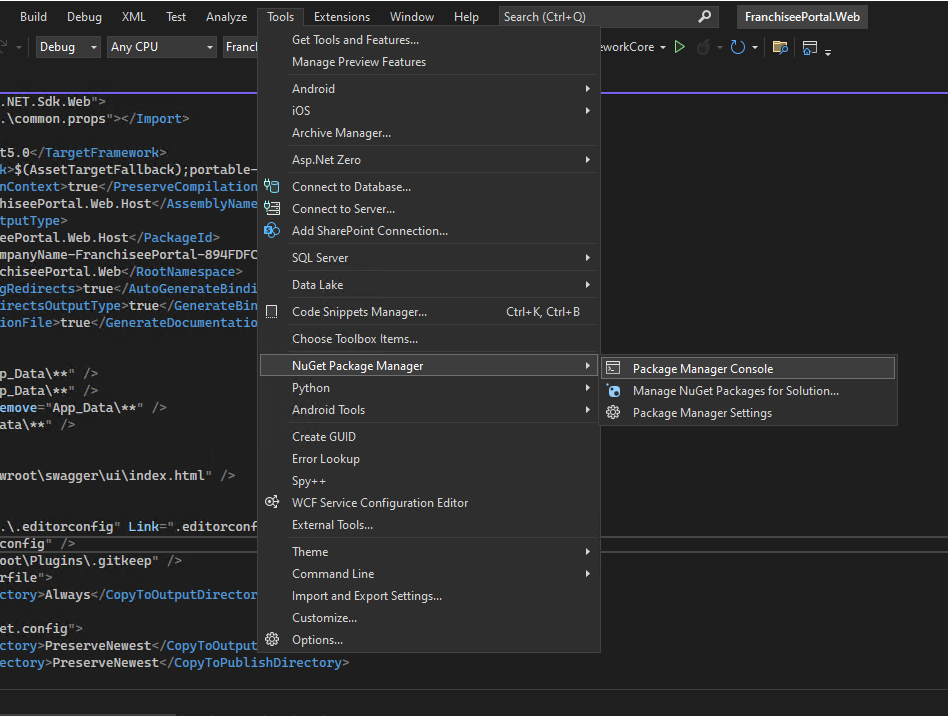 Build Debug XML Test Analyze Tools Extensions Window Help Search (Ctrl+Q) FranchiseePortal.Web
Debug Any CPU Franch eworkCore
Get Tools and Features...
Manage Preview Features
Android
iOS
Archive Manager...
Asp.Net Zero
Connect to Database...
Connect to Server...
Add SharePoint Connection...
SQL Server
Data Lake
Code Snippets Manager... Ctrl+K, Ctrl+B
Choose Toolbox Items...
NuGet Package Manager
Python
Android Tools
Create GUID
Error Lookup
Spy++
WCF Service Configuration Editor
External Tools...
Theme
Command Line
Import and Export Settings...
Customize...
Options...
Package Manager Console
Manage NuGet Packages for Solution...
Package Manager Settings
.NET.Sdk.Web">
.\common.props"></Import>
t5.0</TargetFramework>
k>$(AssetTargetFallback);portable-
nContext>true</PreserveCompilation
chiseePortal.Web.Host</AssemblyName
tputType>
seePortal.Web.Host</PackageId>
mpanyName-FranchiseePortal-894FDFC
chiseePortal.Web</RootNamespace>
gRedirects>true</AutoGenerateBindi
irectsOutputType>true</GenerateBin
ionFile>true</GenerateDocumentatio
p_Data\**" />
p_Data\**" />
emove="App_Data\**" />
ata\**" />
wroot\swagger\ui\index.html" />
.\.editorconfig" Link=".editorconf
config" />
oot\Plugins\.gitkeep" />
rfile">
ctory>Always</CopyToOutputDirector
et.config">
ctory>PreserveNewest</CopyToOutput
ectory>PreserveNewest</CopyToPublishDirectory>